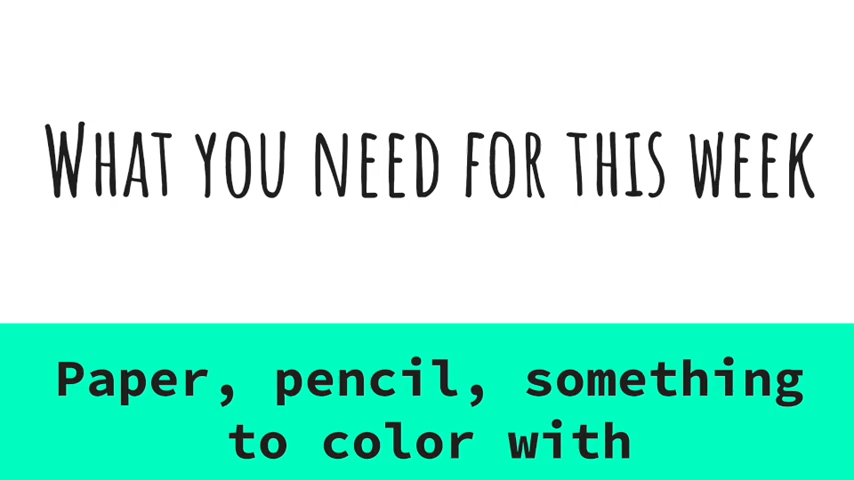 What you need for this week
Paper, pencil, something
to color with